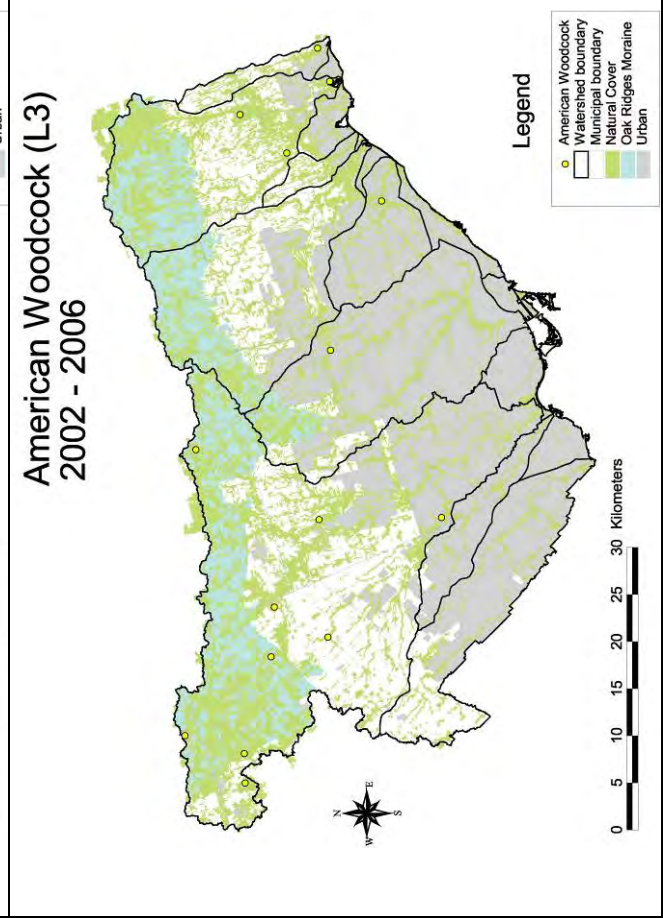 American Woodcock (L3)
2002 - 2006
N
W
E
S
0 5 10 15 20 25 30 Kilometers
Legend
American Woodcock
Watershed boundary
Municipal boundary
Natural Cover
Oak Ridges Moraine
Urban